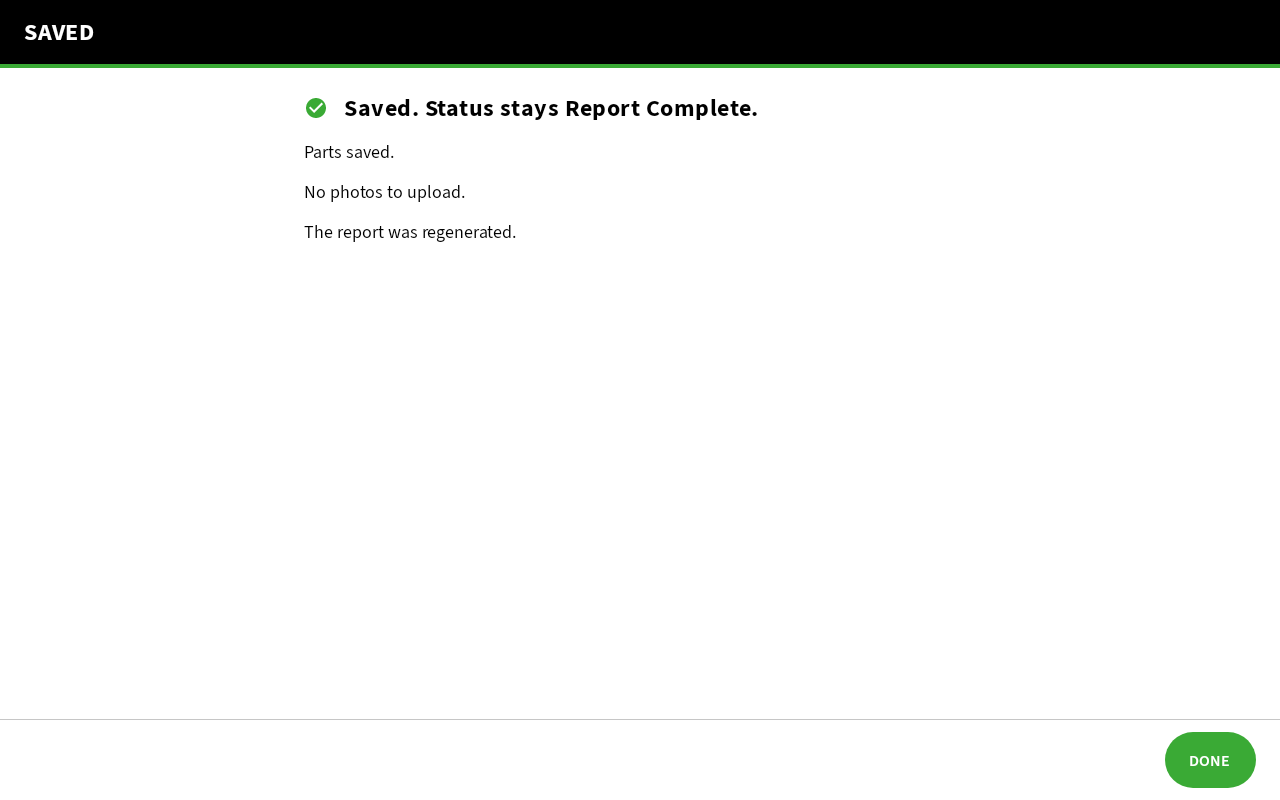 SAVED
Saved. Status stays Report Complete.
Parts saved.
No photos to upload.
The report was regenerated.
DONE